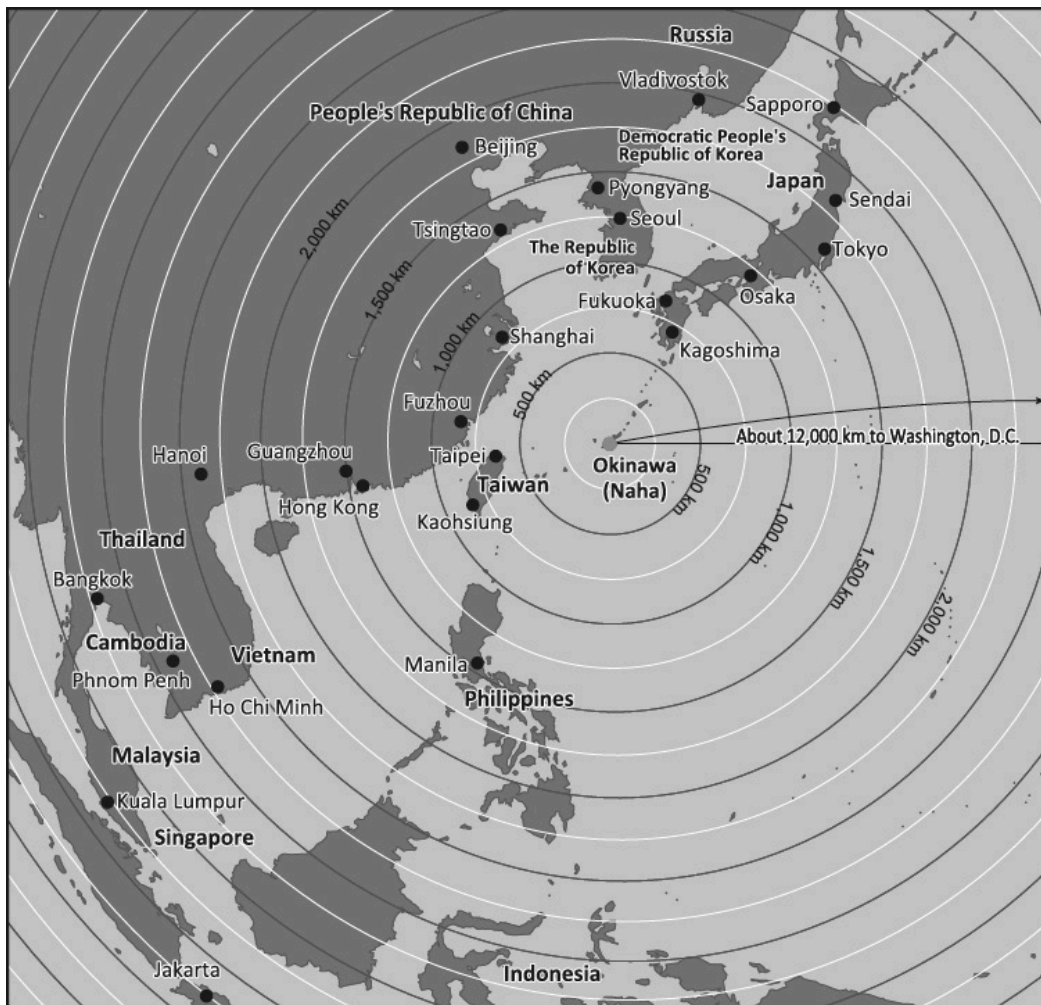 Russia
Vladivostok
Sapporo
People's Republic of China
Beijing
Democratic People's
Republic of Korea
Japan
Pyongyang
Sendai
Seoul
Tsingtao
2,000 km
The Republic
of Korea
Tokyo
1,500 km
Osaka
Fukuoka
1,000 km
Shanghai
Kagoshima
500 km
Fuzhou
About 12,000 km to Washington, D.C.
Hanoi
Guangzhou
Taipei
Okinawa
(Naha)
Taiwan
Hong Kong
500 km
Kaohsiung
1,000 km
Thailand
1,500 km
Bangkok
2,000 km
Cambodia
Vietnam
Manila
Phnom Penh
Philippines
Ho Chi Minh
Malaysia
Kuala Lumpur
Singapore
Jakarta
Indonesia